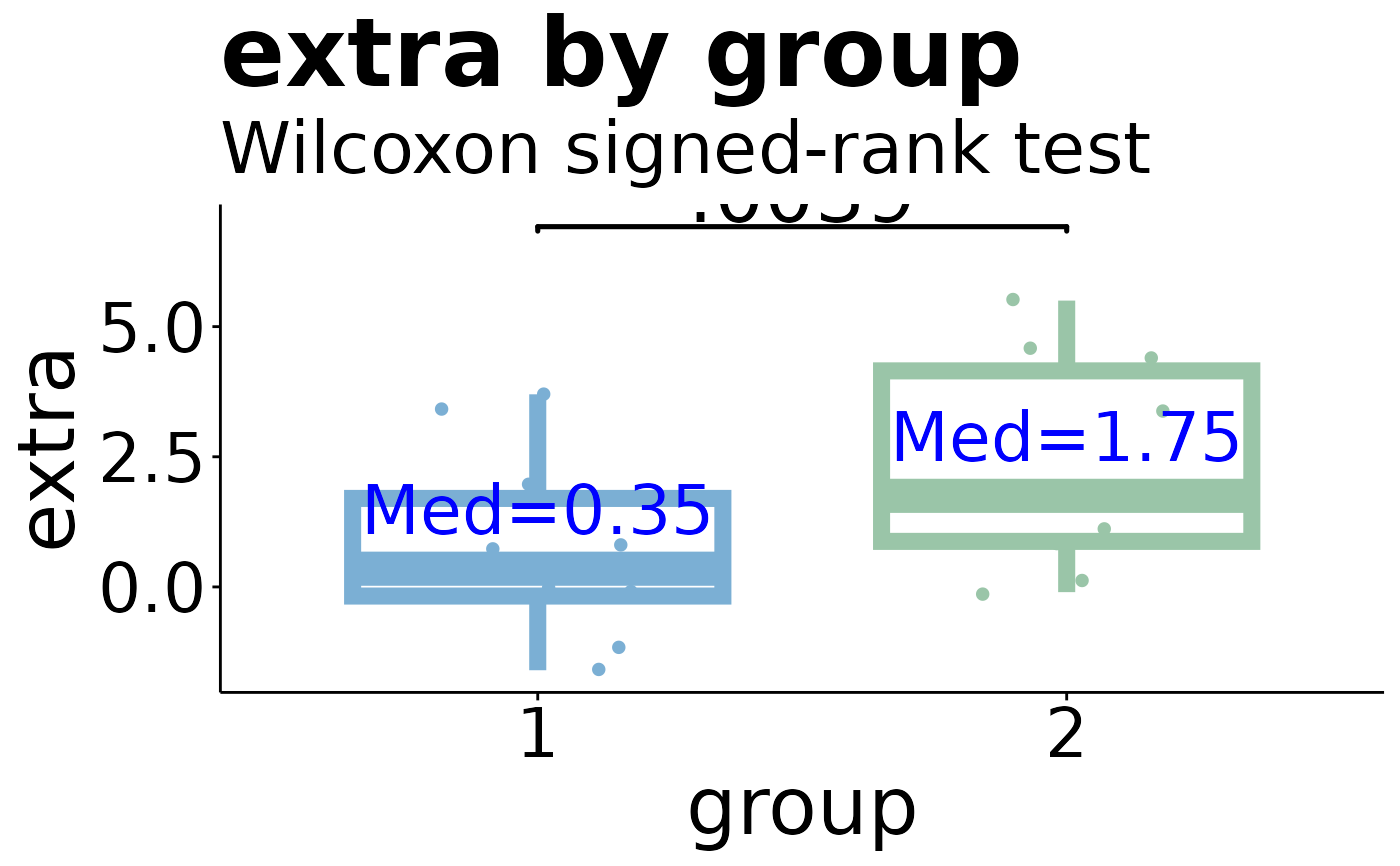 extra by group
Wilcoxon signed-rank test
5.0
2.5
0.0
extra
Med=1.75
Med=0.35
1
2
group